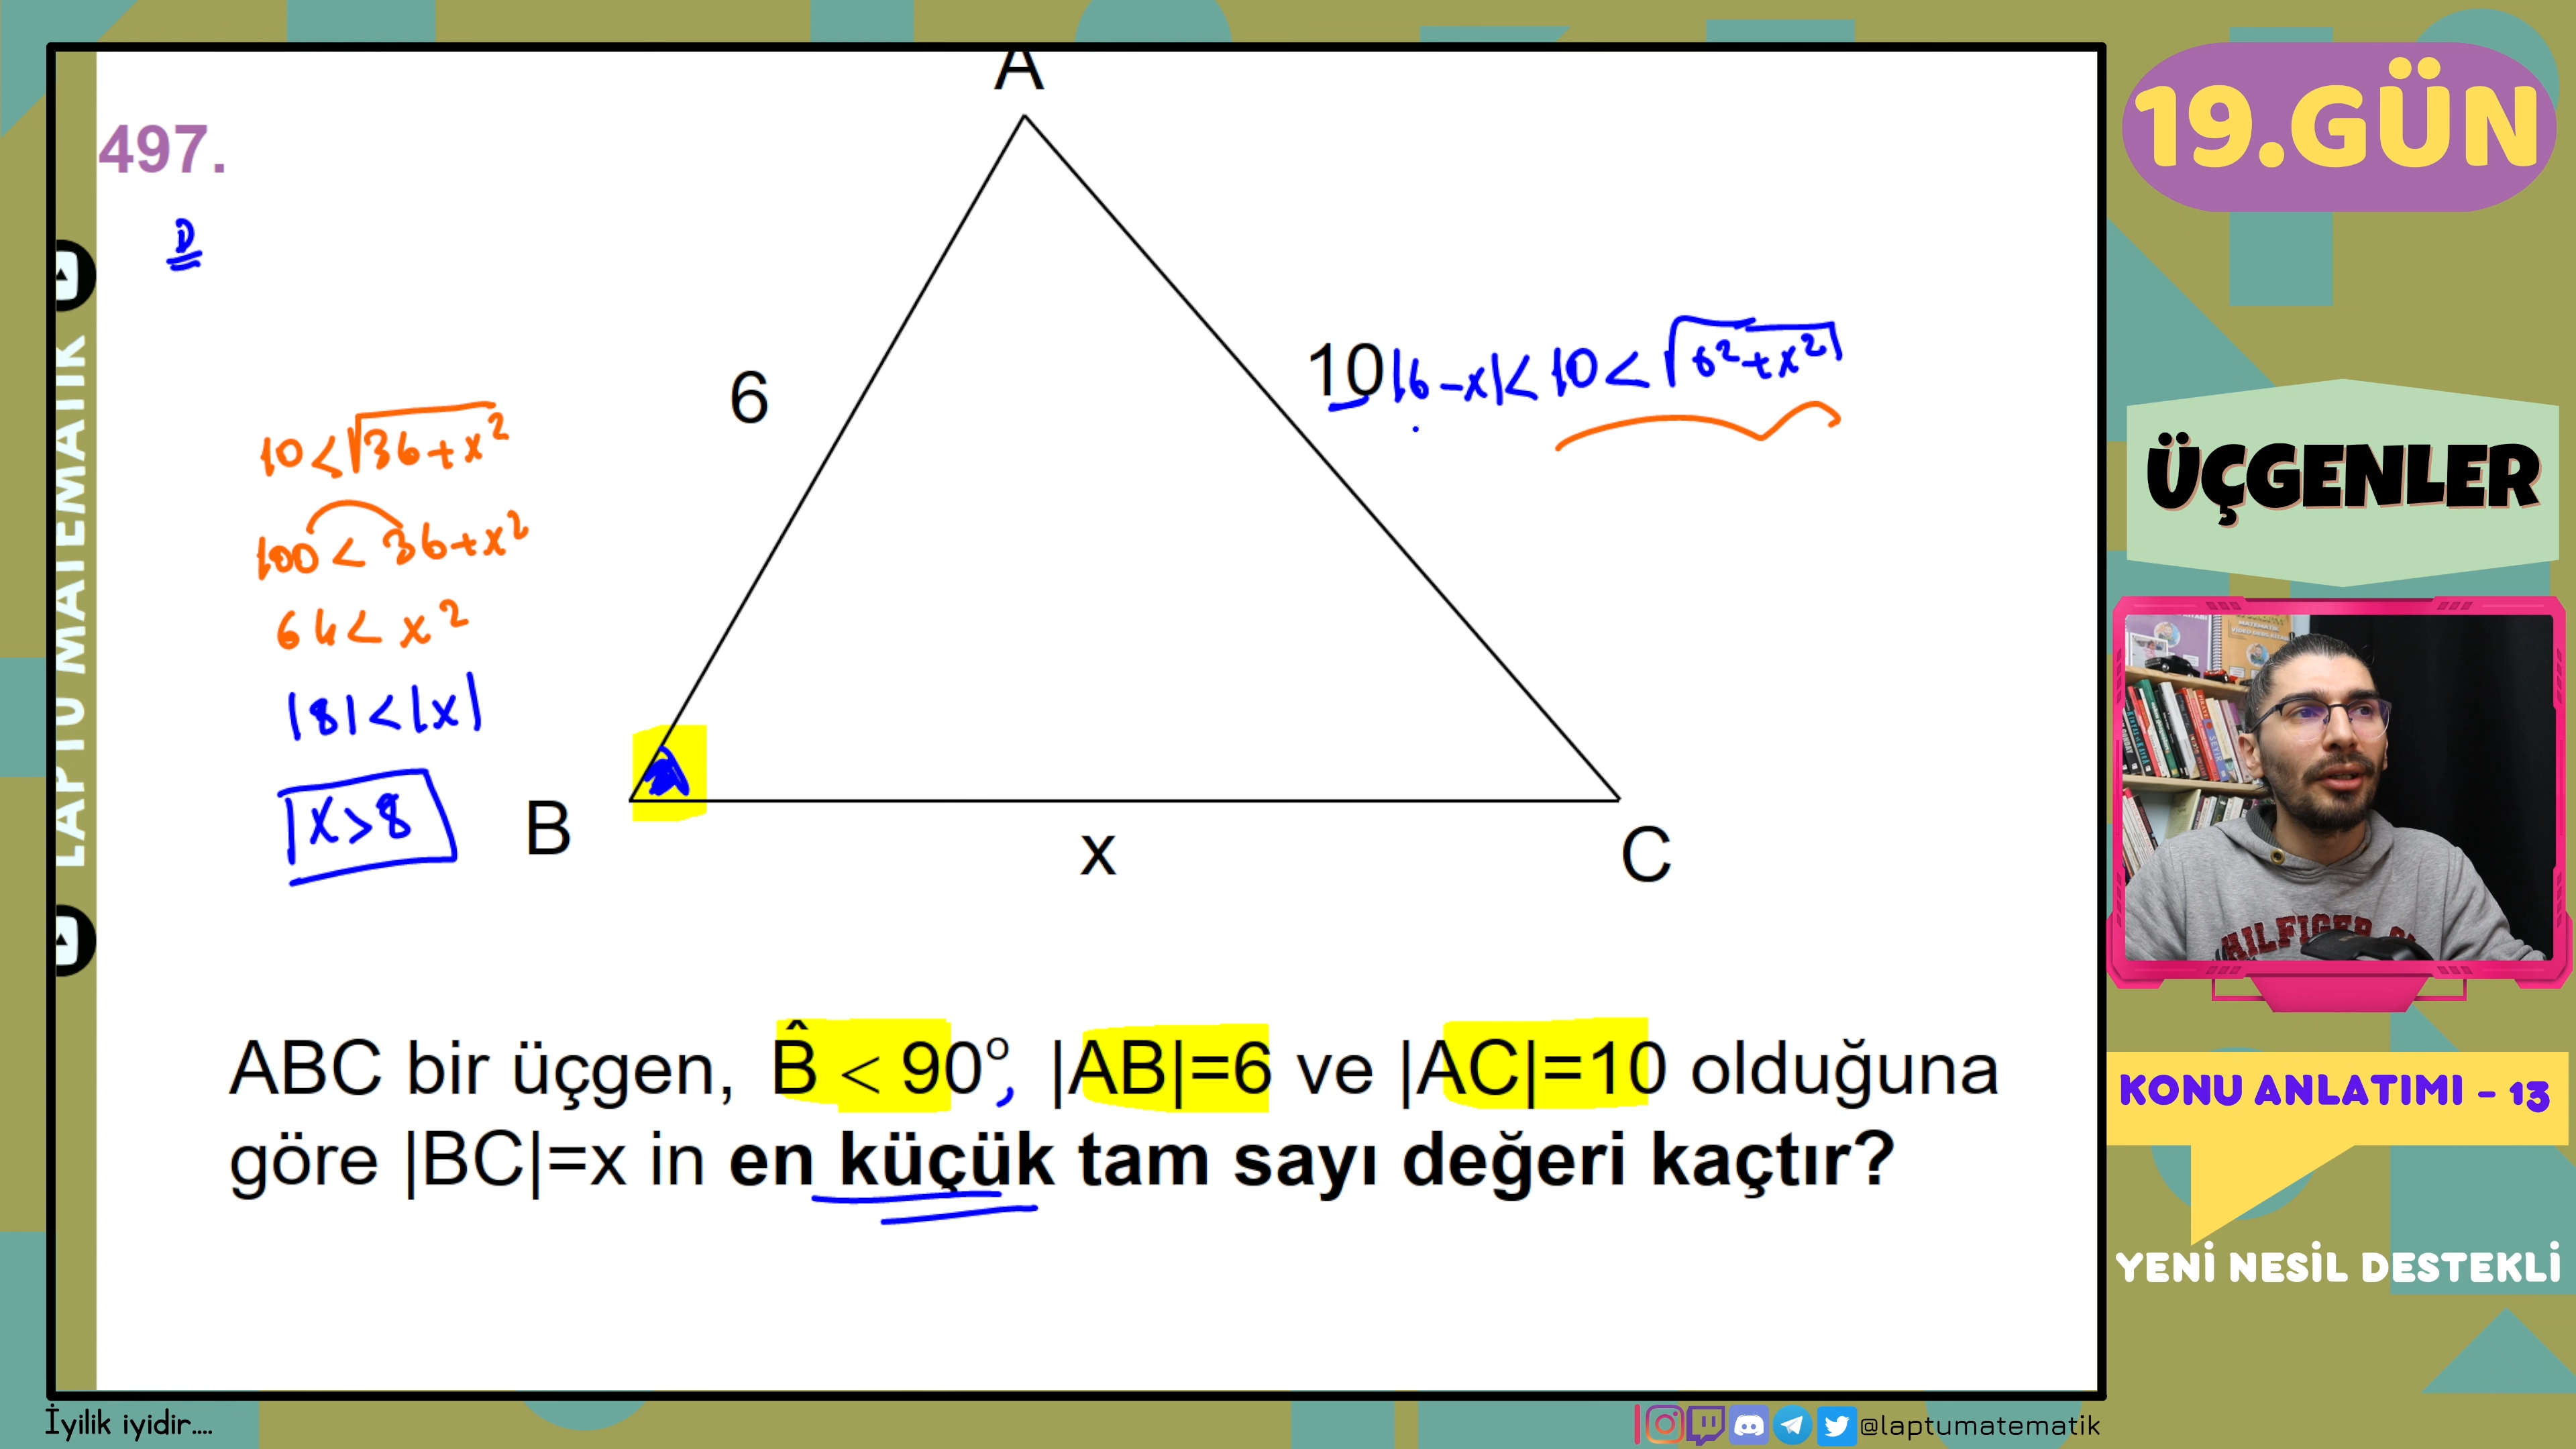 A
497.
D
6
10
|6-x|<10<√6²+x²
10<√36+x²
100<36+x²
64<x²
|8|<|x|
x>8
B
x
C
ABC bir üçgen, B̂ < 90°, |AB|=6 ve |AC|=10 olduğuna
göre |BC|=x in en küçük tam sayı değeri kaçtır?
LAPTU MATEMATİK
19.GÜN
ÜÇGENLER
HILFIGER
KONU ANLATIMI - 13
YENİ NESİL DESTEKLİ
İyilik iyidir....
@laptumatematik